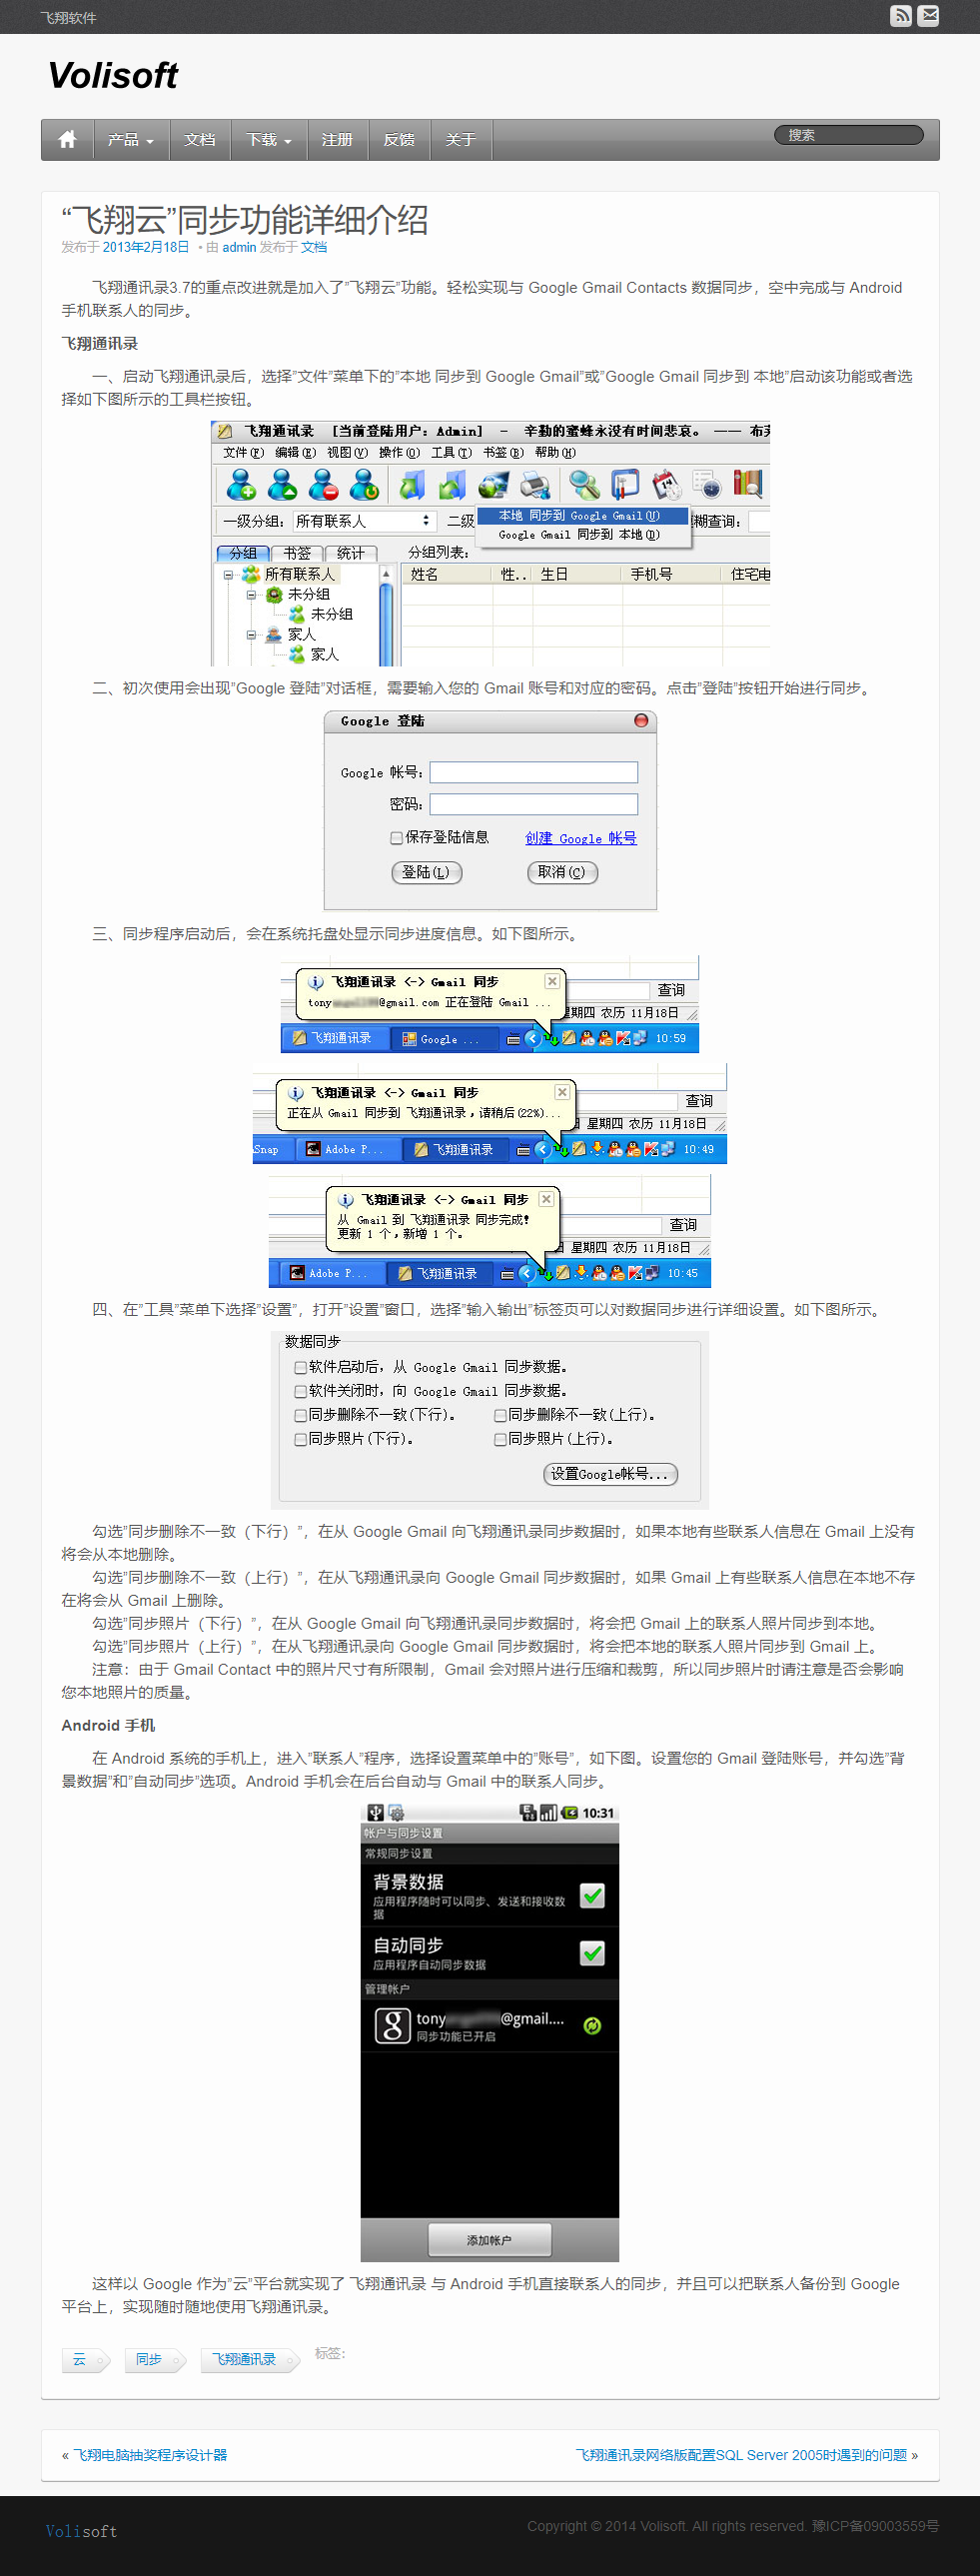 飞翔软件
Volisoft
产品 文档 下载 注册 反馈 关于 搜索
“飞翔云”同步功能详细介绍
发布于 2013年2月18日 • 由 admin 发布于 文档
飞翔通讯录3.7的重点改进就是加入了”飞翔云”功能。轻松实现与 Google Gmail Contacts 数据同步，空中完成与 Android
手机联系人的同步。
飞翔通讯录
一、启动飞翔通讯录后，选择”文件”菜单下的”本地 同步到 Google Gmail”或”Google Gmail 同步到 本地”启动该功能或者选
择如下图所示的工具栏按钮。
飞翔通讯录 [当前登陆用户：Admin] - 辛勤的蜜蜂永没有时间悲哀。 —— 布莱
文件(F) 编辑(E) 视图(V) 操作(O) 工具(T) 书签(B) 帮助(H)
一级分组： 所有联系人 二级 本地 同步到 Google Gmail(U) 模糊查询：
Google Gmail 同步到 本地(D)
分组 书签 统计 分组列表：
所有联系人 姓名 性.. 生日 手机号 住宅电
未分组
未分组
家人
家人
二、初次使用会出现”Google 登陆”对话框，需要输入您的 Gmail 账号和对应的密码。点击”登陆”按钮开始进行同步。
Google 登陆
Google 帐号：
密码：
保存登陆信息 创建 Google 帐号
登陆(L) 取消(C)
三、同步程序启动后，会在系统托盘处显示同步进度信息。如下图所示。
飞翔通讯录 <-> Gmail 同步
查询
tony @gmail.com 正在登陆 Gmail ...
星期四 农历 11月18日
飞翔通讯录 Google ... 10:59
飞翔通讯录 <-> Gmail 同步
查询
正在从 Gmail 同步到 飞翔通讯录，请稍后(22%)...
日 星期四 农历 11月18日
aSnap Adobe P... 飞翔通讯录 10:49
飞翔通讯录 <-> Gmail 同步
从 Gmail 到 飞翔通讯录 同步完成！
查询
更新 1 个，新增 1 个。
日 星期四 农历 11月18日
Adobe P... 飞翔通讯录 10:45
四、在”工具”菜单下选择”设置”，打开”设置”窗口，选择”输入输出”标签页可以对数据同步进行详细设置。如下图所示。
数据同步
软件启动后，从 Google Gmail 同步数据。
软件关闭时，向 Google Gmail 同步数据。
同步删除不一致(下行)。 同步删除不一致(上行)。
同步照片(下行)。 同步照片(上行)。
设置Google帐号...
勾选”同步删除不一致（下行）”，在从 Google Gmail 向飞翔通讯录同步数据时，如果本地有些联系人信息在 Gmail 上没有
将会从本地删除。
勾选”同步删除不一致（上行）”，在从飞翔通讯录向 Google Gmail 同步数据时，如果 Gmail 上有些联系人信息在本地不存
在将会从 Gmail 上删除。
勾选”同步照片（下行）”，在从 Google Gmail 向飞翔通讯录同步数据时，将会把 Gmail 上的联系人照片同步到本地。
勾选”同步照片（上行）”，在从飞翔通讯录向 Google Gmail 同步数据时，将会把本地的联系人照片同步到 Gmail 上。
注意：由于 Gmail Contact 中的照片尺寸有所限制，Gmail 会对照片进行压缩和裁剪，所以同步照片时请注意是否会影响
您本地照片的质量。
Android 手机
在 Android 系统的手机上，进入”联系人”程序，选择设置菜单中的”账号”，如下图。设置您的 Gmail 登陆账号，并勾选”背
景数据”和”自动同步”选项。Android 手机会在后台自动与 Gmail 中的联系人同步。
10:31
帐户与同步设置
常规同步设置
背景数据
应用程序随时可以同步、发送和接收数
据
自动同步
应用程序自动同步数据
管理帐户
tony @gmail....
同步功能已开启
添加帐户
这样以 Google 作为”云”平台就实现了 飞翔通讯录 与 Android 手机直接联系人的同步，并且可以把联系人备份到 Google
平台上，实现随时随地使用飞翔通讯录。
云 同步 飞翔通讯录 标签：
« 飞翔电脑抽奖程序设计器 飞翔通讯录网络版配置SQL Server 2005时遇到的问题 »
Volisoft Copyright © 2014 Volisoft. All rights reserved. 豫ICP备09003559号